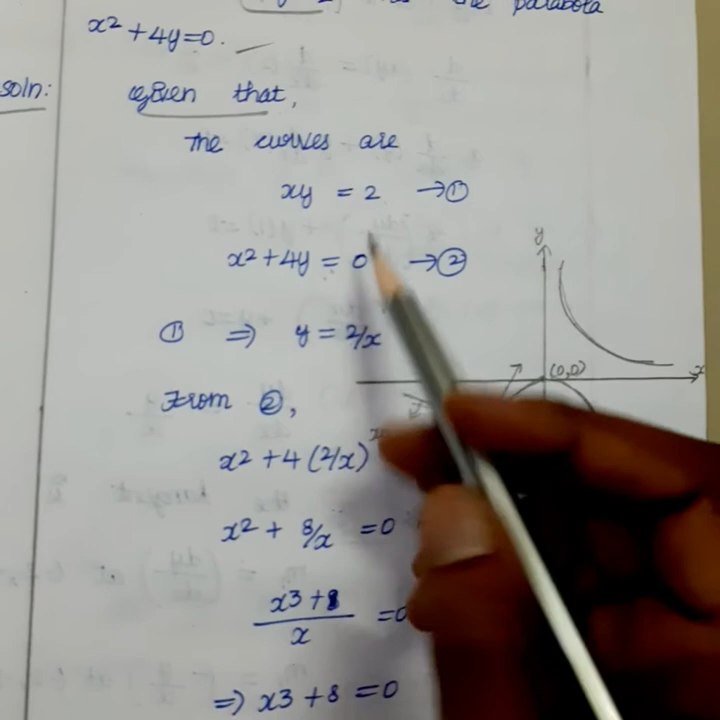 the parabola
x² + 4y = 0.
soln:
Given that,
The curves are
xy = 2 → ①
x² + 4y = 0 → ②
① ⇒ y = 2/x
From ②,
x² + 4 (2/x)
x² + 8/x = 0
x3 + 8 / x = 0
⇒ x3 + 8 = 0
y
x
(0,0)